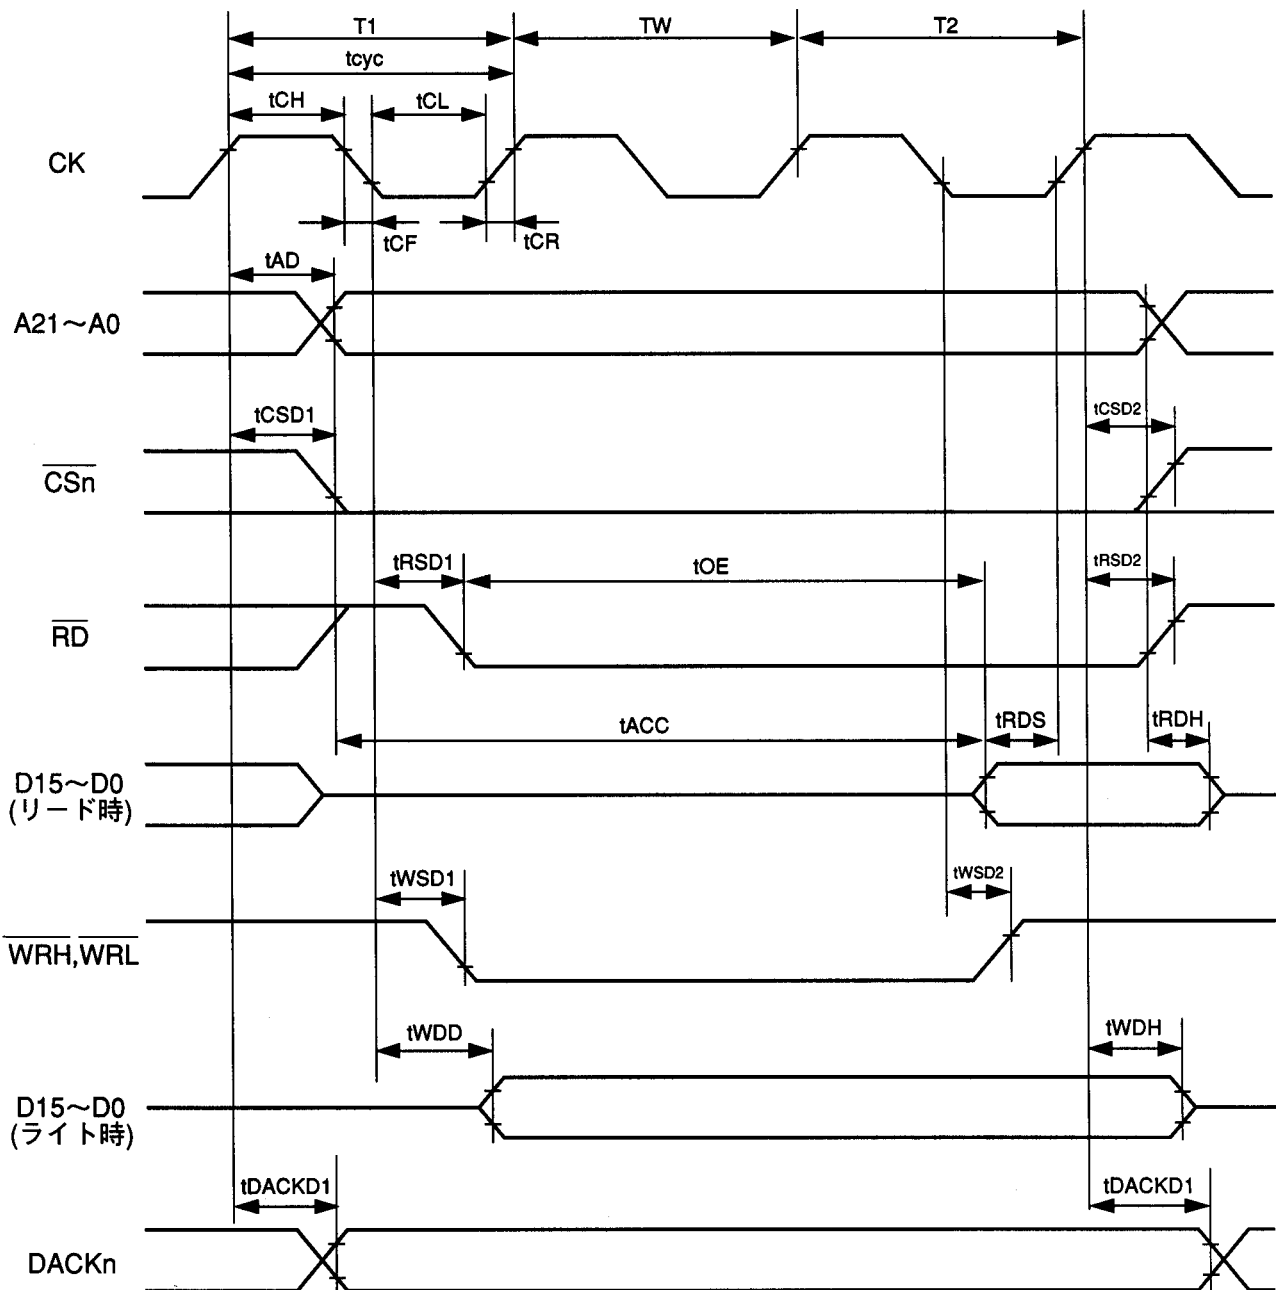 T1 TW T2
tcyc
tCH tCL
CK
tCF tCR
tAD
A21～A0
tCSD1 tCSD2
CSn
tRSD1 tOE tRSD2
RD
tACC tRDS tRDH
D15～D0
(リード時)
tWSD1 tWSD2
WRH,WRL
tWDD tWDH
D15～D0
(ライト時)
tDACKD1 tDACKD1
DACKn